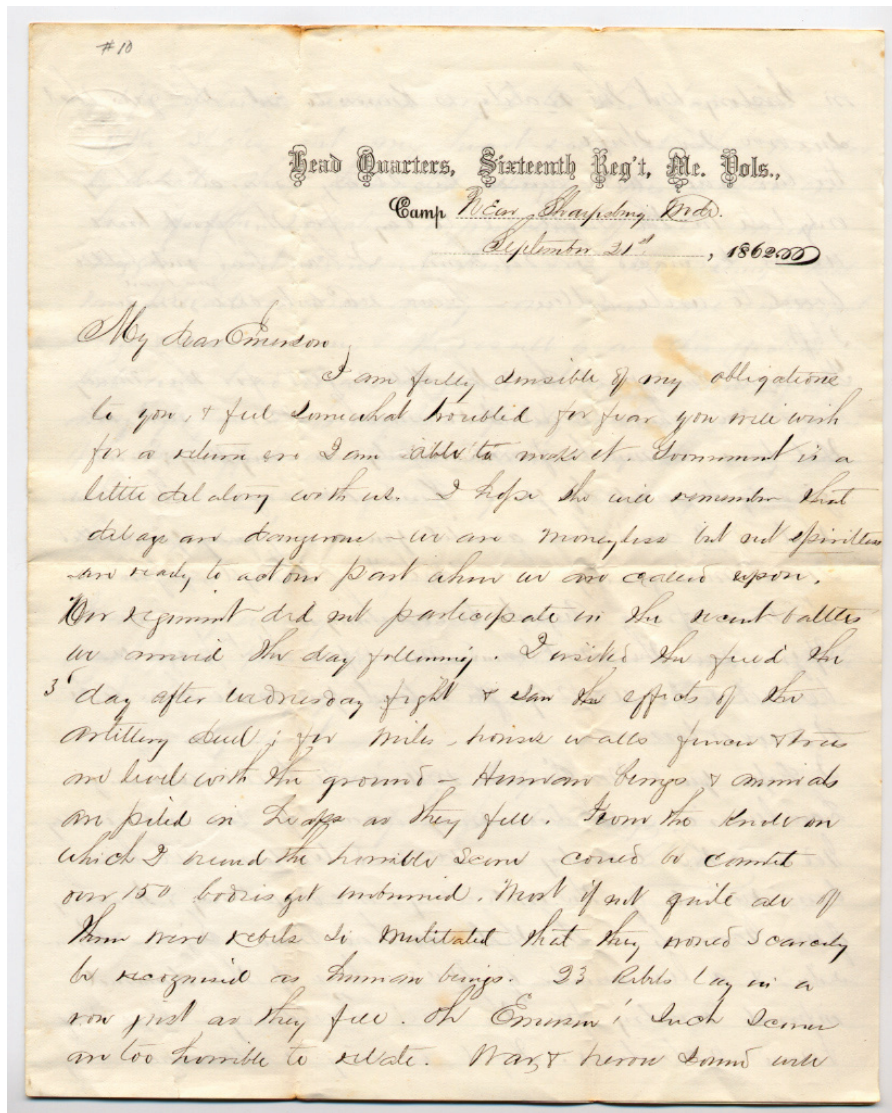 #10
Head Quarters, Sixteenth Reg't, Me. Vols.,
Camp Near Sharpsburg Md.
September 21st, 1862
My dear Emerson,
I am fully sensible of my obligations
to you, & feel somewhat troubled for fear you will wish
for a return ere I am able to make it. Government is a
little dilatory with us. I hope she will remember that
delays are dangerous – we are moneyless but not spiritless
are ready to act our part when we are called upon.
Our regiment did not participate in the recent battles
we arrived the day following. I visited the field the
3d day after wednesday fight & saw the effects of the
artillery duel; for miles – houses walls fences & trees
are level with the ground – Human beings & animals
are piled in heaps as they fell. From the knoll on
which I viewed the horrible scene could be counted
over 150 bodies yet unburied. Most if not quite all of
them were rebels so mutilated that they would scarcely
be recognised as human beings. 23 Rebels lay in a
row just as they fell. Oh Emerson! Such scenes
are too horrible to relate. War, & heroes sound well